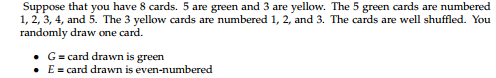 Suppose that you have 8 cards. 5 are green and 3 are yellow. The 5 green cards are numbered
1, 2, 3, 4, and 5. The 3 yellow cards are numbered 1, 2, and 3. The cards are well shuffled. You
randomly draw one card.
• G = card drawn is green
• E = card drawn is even-numbered